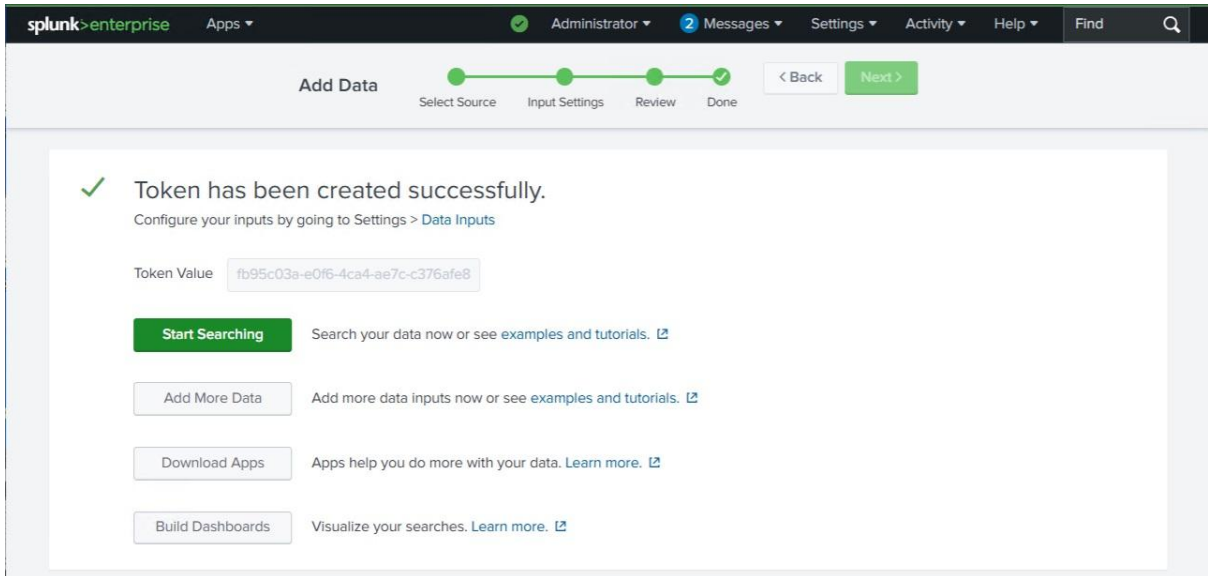 splunk>enterprise Apps Administrator 2 Messages Settings Activity Help Find
Add Data Select Source Input Settings Review Done < Back Next >
Token has been created successfully.
Configure your inputs by going to Settings > Data Inputs
Token Value fb95c03a-e0f6-4ca4-ae7c-c376afe8
Start Searching Search your data now or see examples and tutorials.
Add More Data Add more data inputs now or see examples and tutorials.
Download Apps Apps help you do more with your data. Learn more.
Build Dashboards Visualize your searches. Learn more.